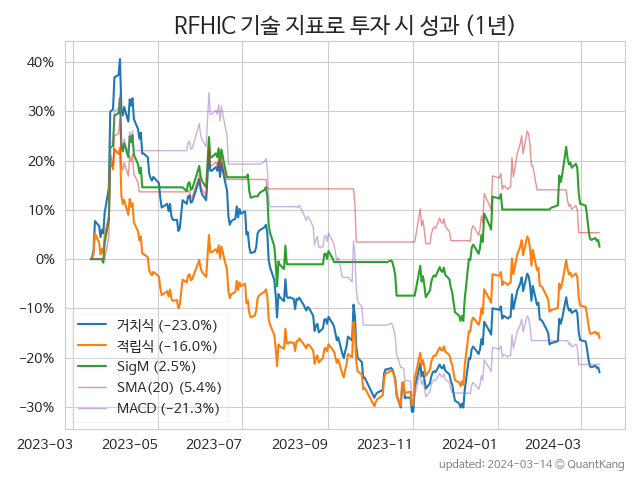 RFHIC 기술 지표로 투자 시 성과 (1년)
40%
30%
20%
10%
0%
−10%
−20%
−30%
거치식 (−23.0%)
적립식 (−16.0%)
SigM (2.5%)
SMA(20) (5.4%)
MACD (−21.3%)
2023-03 2023-05 2023-07 2023-09 2023-11 2024-01 2024-03
updated: 2024-03-14 © QuantKang